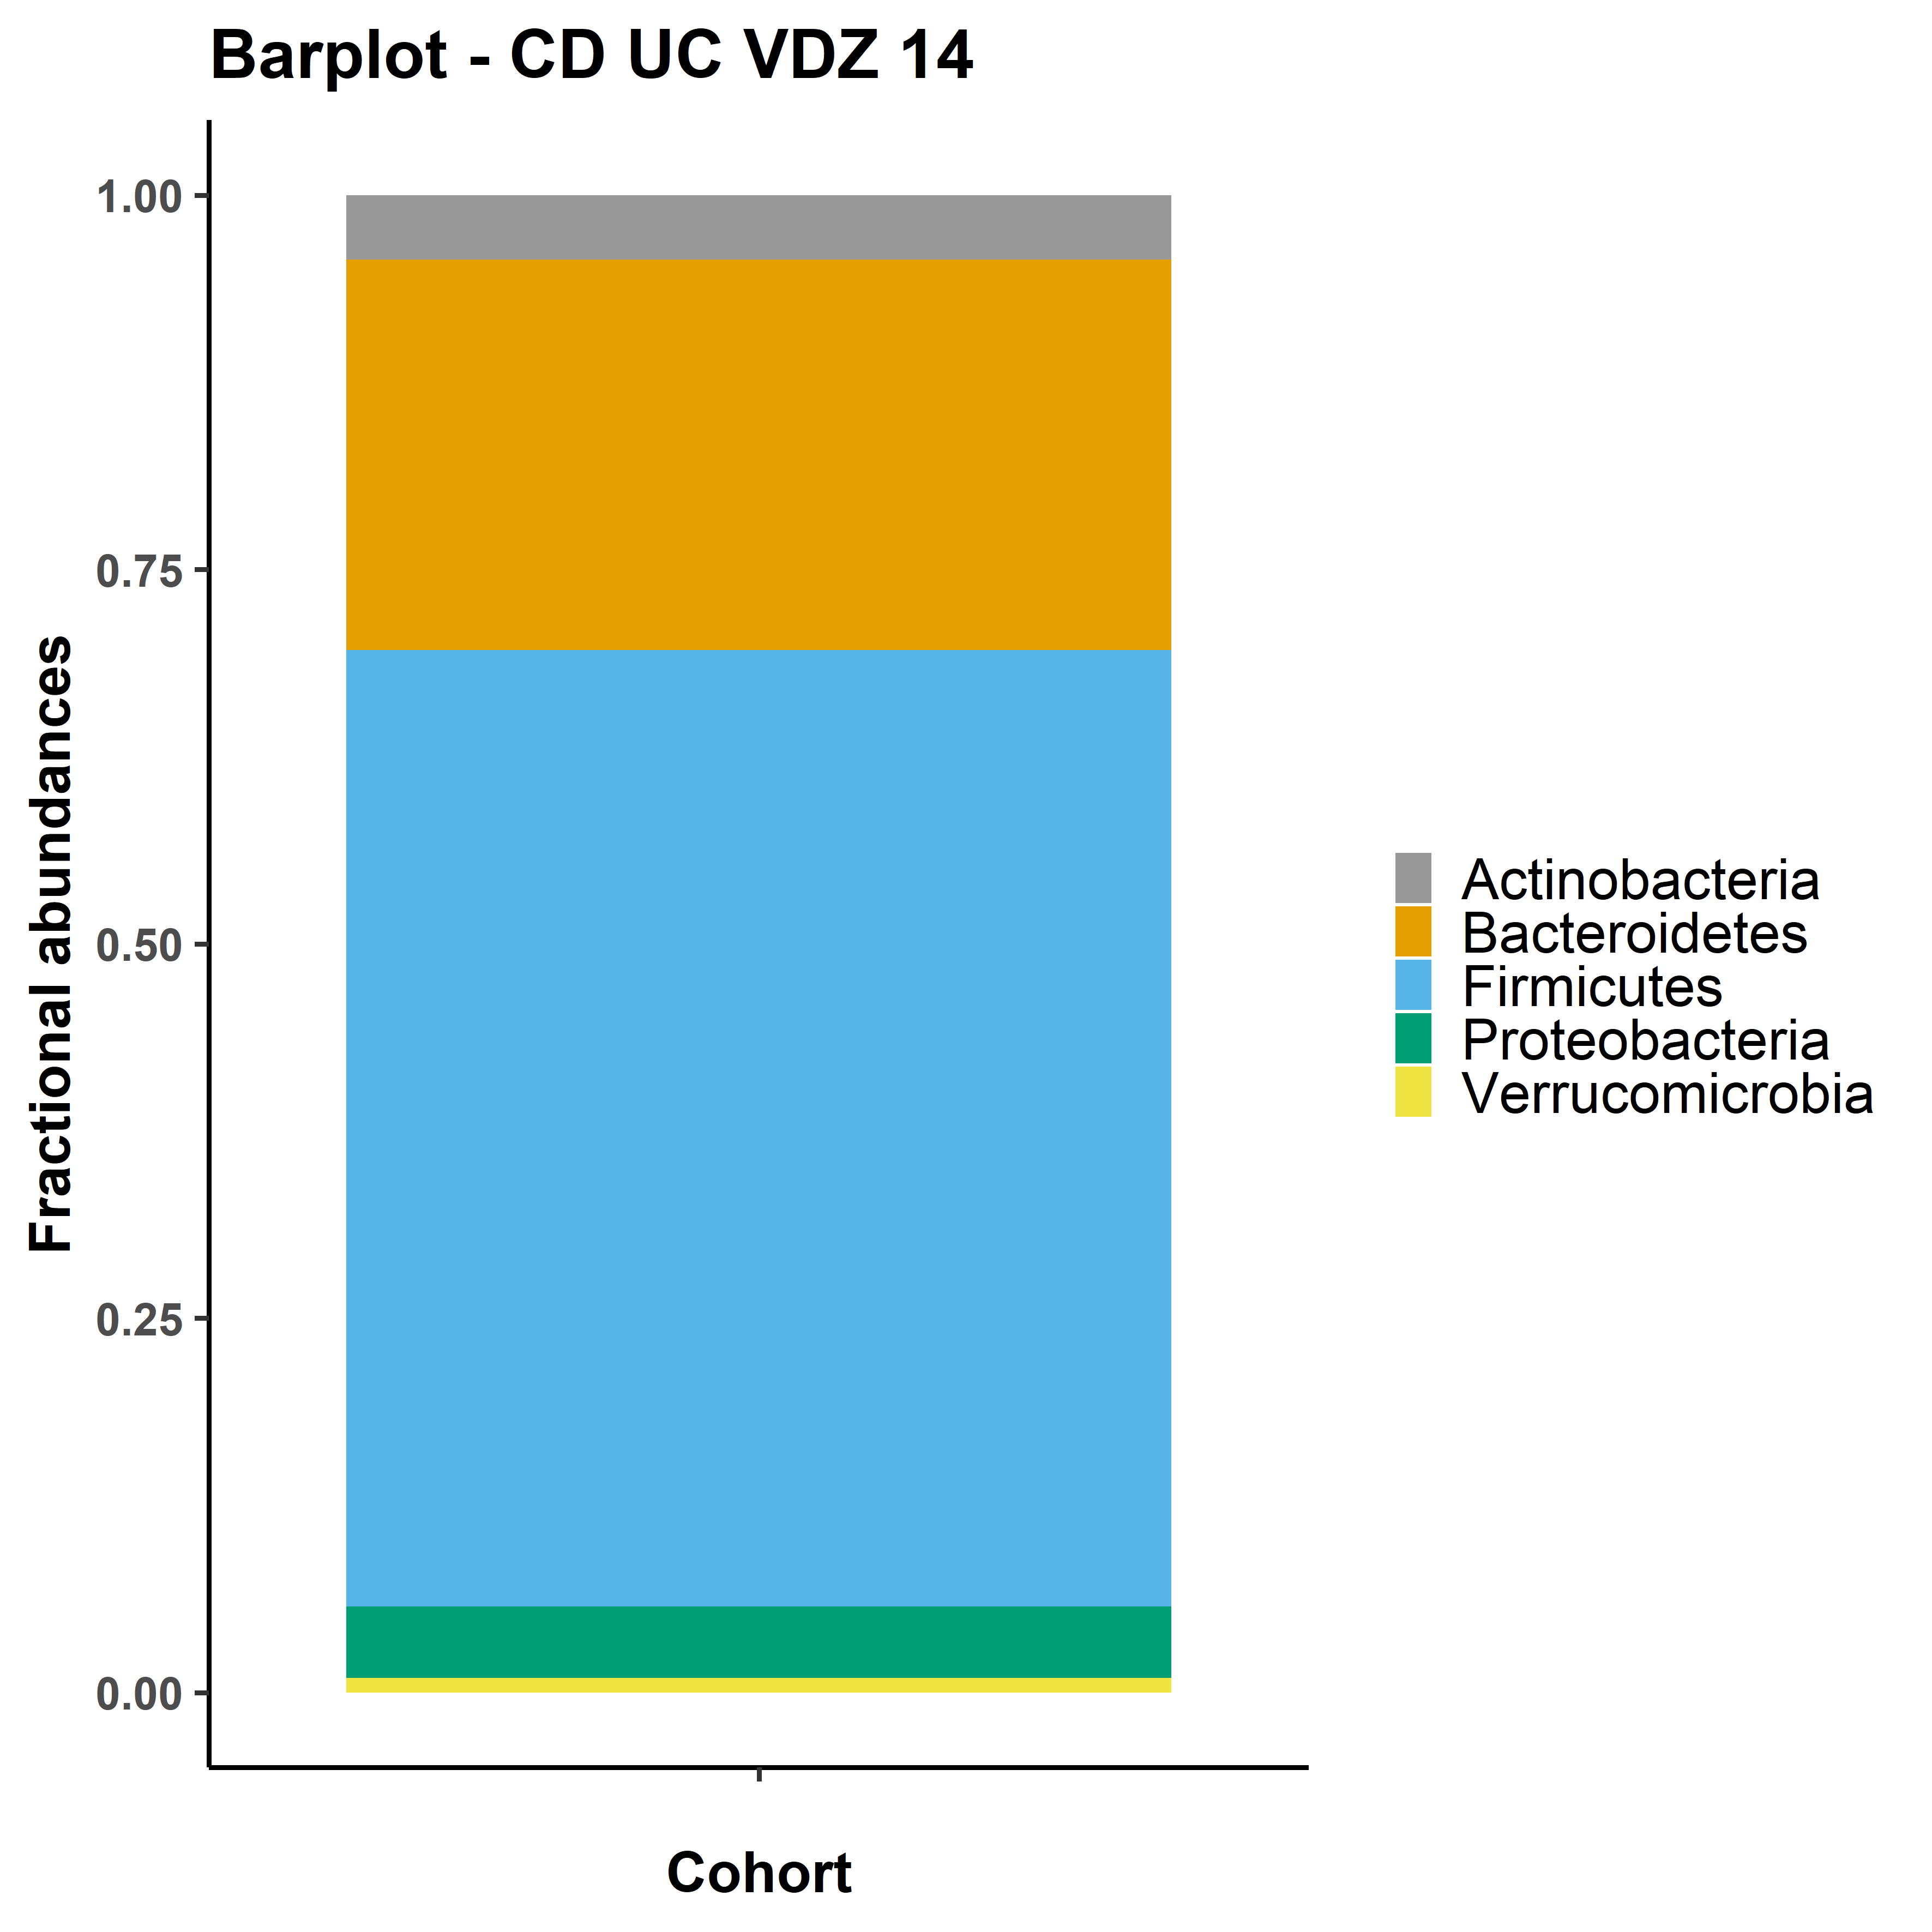 Barplot - CD UC VDZ 14
Fractional abundances
1.00
0.75
0.50
0.25
0.00
Cohort
Actinobacteria
Bacteroidetes
Firmicutes
Proteobacteria
Verrucomicrobia